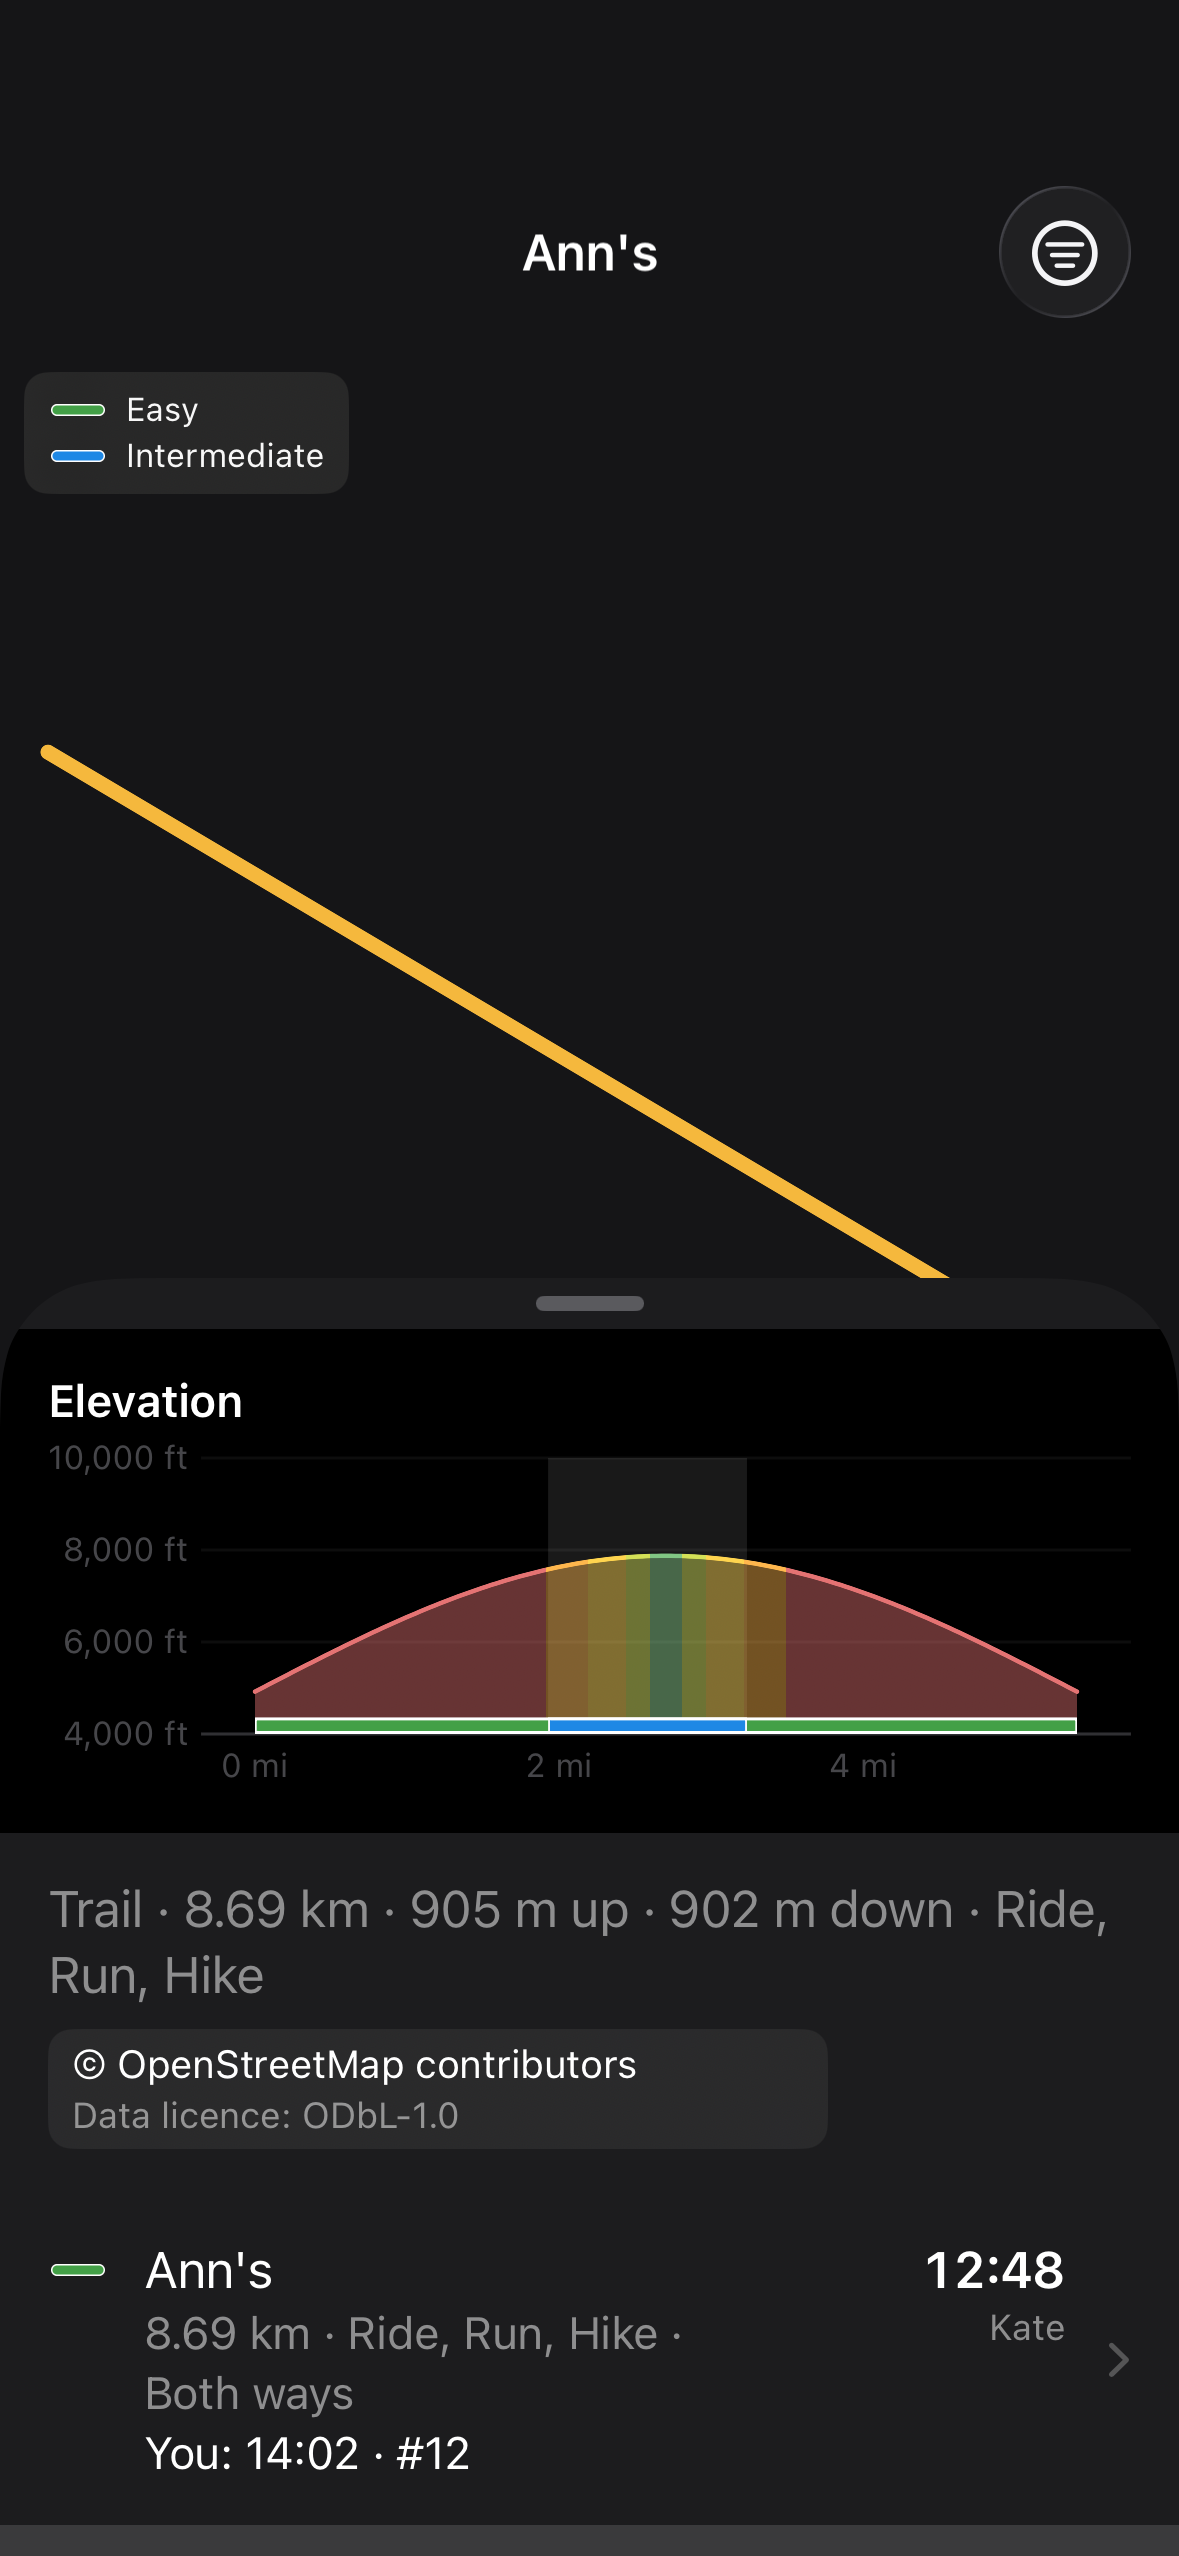 Ann's
Easy
Intermediate
Elevation
10,000 ft
8,000 ft
6,000 ft
4,000 ft
0 mi
2 mi
4 mi
Trail · 8.69 km · 905 m up · 902 m down · Ride,
Run, Hike
© OpenStreetMap contributors
Data licence: ODbL-1.0
Ann's
12:48
8.69 km · Ride, Run, Hike ·
Kate
Both ways
You: 14:02 · #12